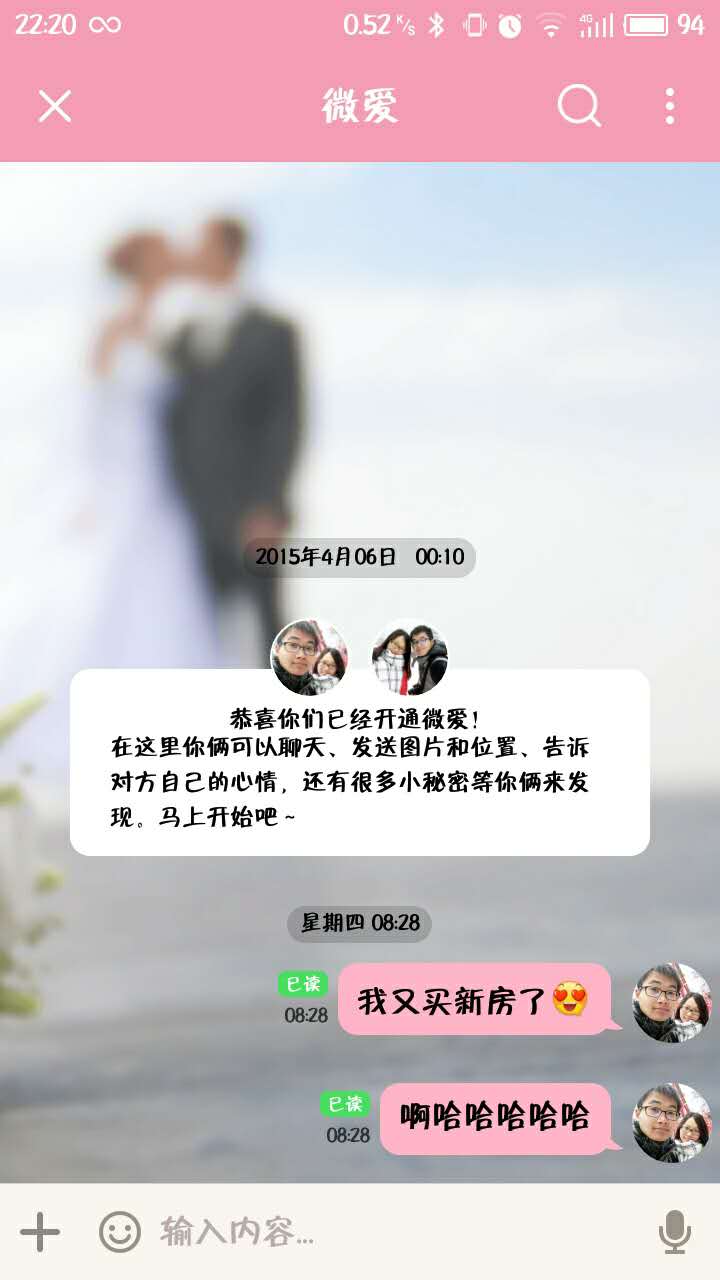 22:20 0.52 K/s 4G 94
微爱
2015年4月06日 00:10
恭喜你们已经开通微爱!
在这里你俩可以聊天、发送图片和位置、告诉
对方自己的心情，还有很多小秘密等你俩来发
现。马上开始吧~
星期四 08:28
已读
08:28
我又买新房了😍
已读
08:28
啊哈哈哈哈哈
输入内容...